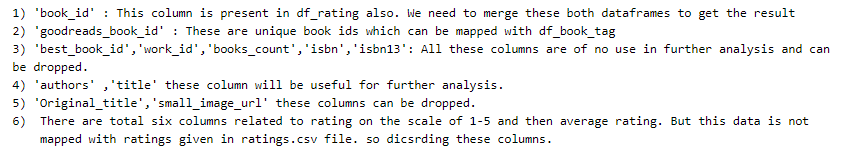 1) 'book_id' : This column is present in df_rating also. We need to merge these both dataframes to get the result
2) 'goodreads_book_id' : These are unique book ids which can be mapped with df_book_tag
3) 'best_book_id','work_id','books_count','isbn','isbn13': All these columns are of no use in further analysis and can
be dropped.
4) 'authors' ,'title' these column will be useful for further analysis.
5) 'Original_title','small_image_url' these columns can be dropped.
6)  There are total six columns related to rating on the scale of 1-5 and then average rating. But this data is not
mapped with ratings given in ratings.csv file. so dicsrding these columns.